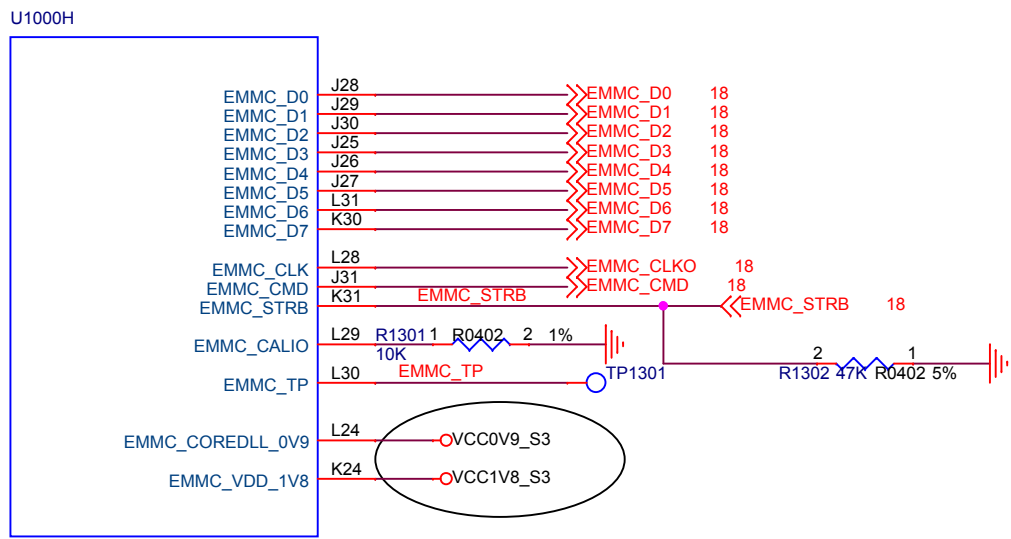 U1000H
EMMC_D0 J28 EMMC_D0 18
EMMC_D1 J29 EMMC_D1 18
EMMC_D2 J30 EMMC_D2 18
EMMC_D3 J25 EMMC_D3 18
EMMC_D4 J26 EMMC_D4 18
EMMC_D5 J27 EMMC_D5 18
EMMC_D6 L31 EMMC_D6 18
EMMC_D7 K30 EMMC_D7 18
EMMC_CLK L28 EMMC_CLKO 18
EMMC_CMD J31 EMMC_CMD 18
EMMC_STRB K31 EMMC_STRB EMMC_STRB 18
EMMC_CALIO L29 R1301 1 R0402 2 1%
10K
2 1
R1302 47K R0402 5%
EMMC_TP L30 EMMC_TP TP1301
EMMC_COREDLL_0V9 L24 VCC0V9_S3
EMMC_VDD_1V8 K24 VCC1V8_S3